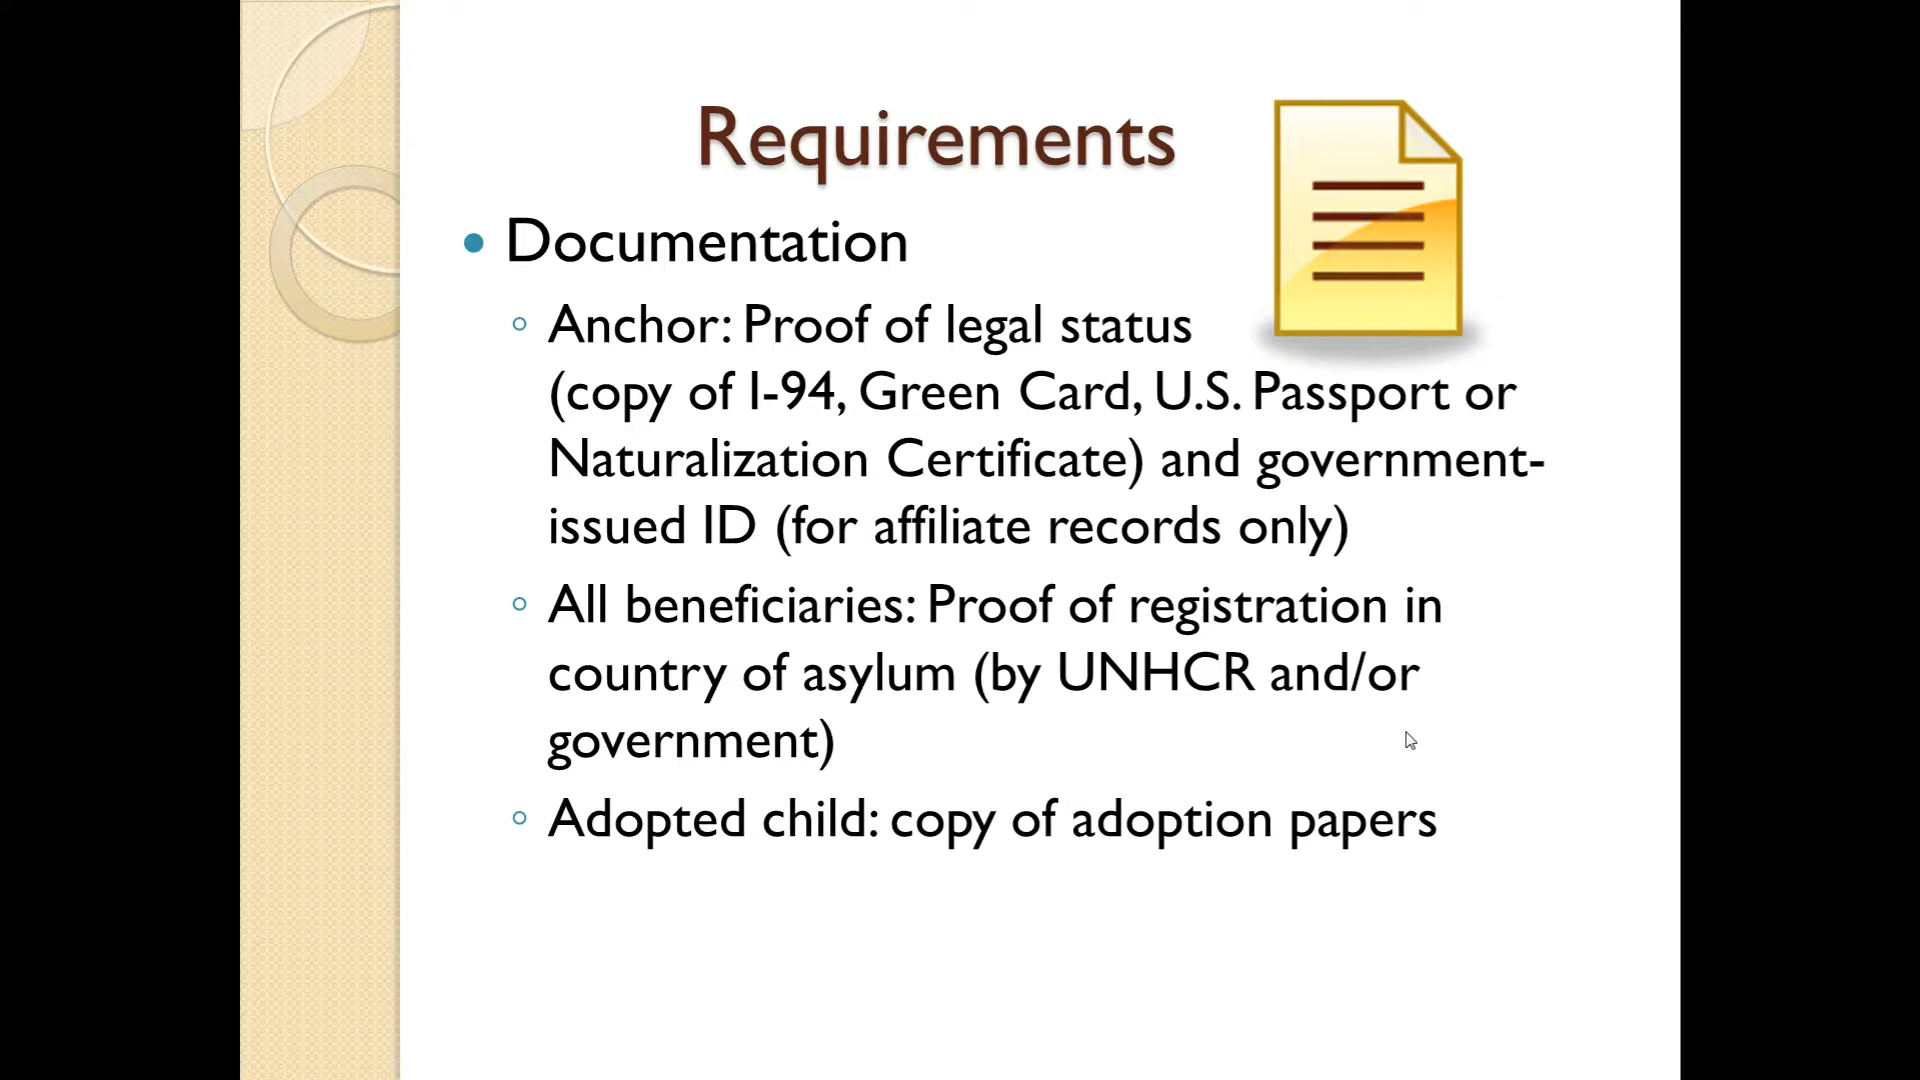 Requirements
Documentation
Anchor: Proof of legal status
(copy of I-94, Green Card, U.S. Passport or
Naturalization Certificate) and government-
issued ID (for affiliate records only)
All beneficiaries: Proof of registration in
country of asylum (by UNHCR and/or
government)
Adopted child: copy of adoption papers